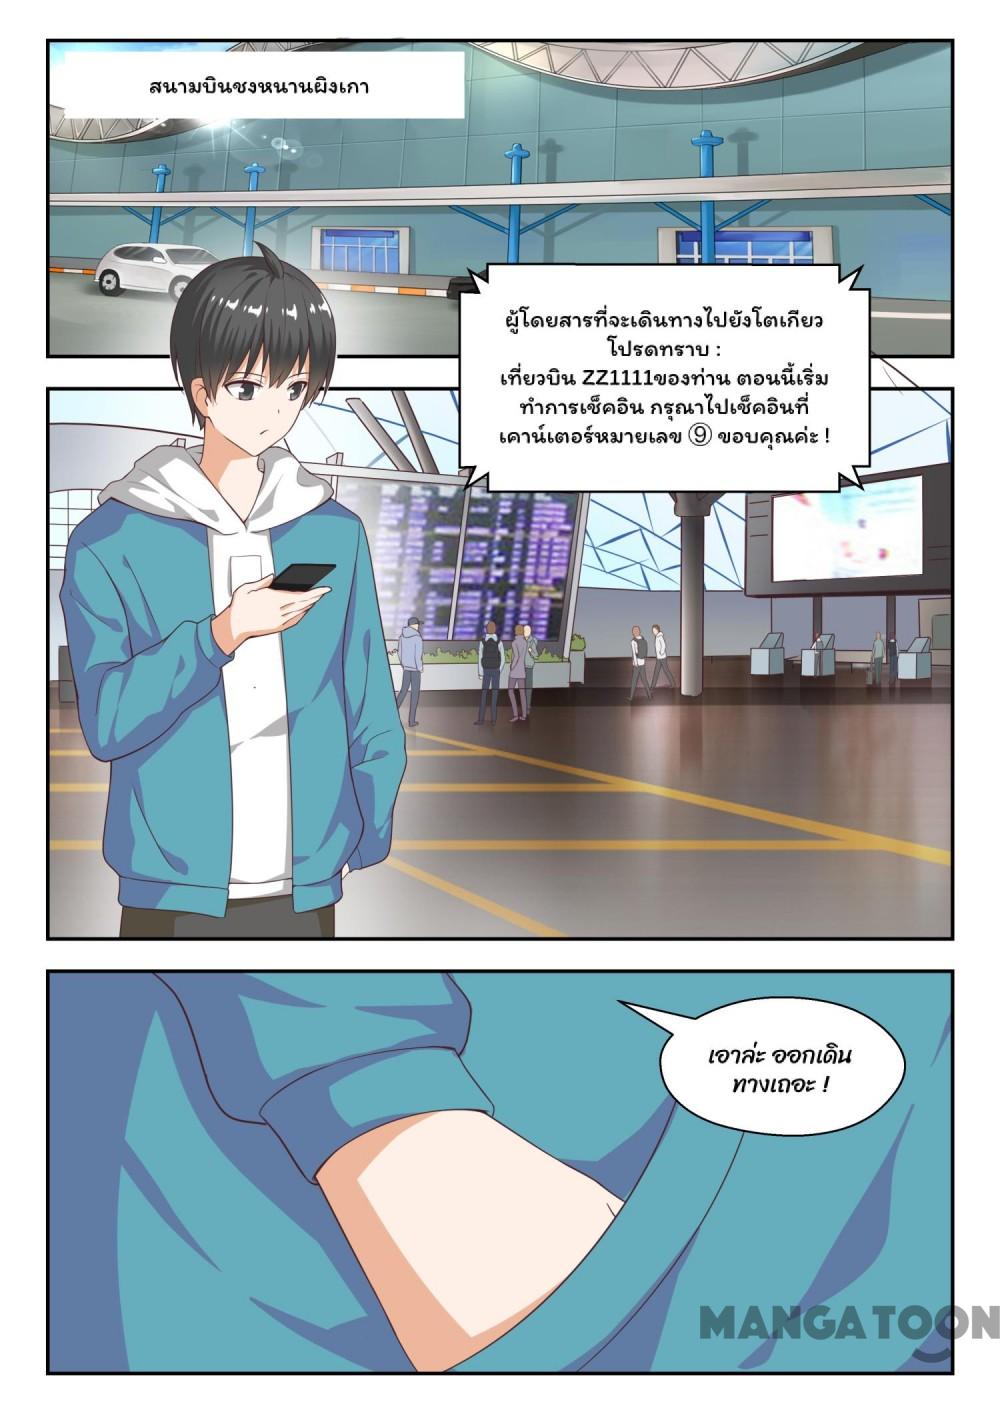 สนามบินชงหนานผิงเกา
ผู้โดยสารที่จะเดินทางไปยังโตเกียว
โปรดทราบ :
เที่ยวบิน ZZ1111ของท่าน ตอนนี้เริ่ม
ทำการเช็คอิน กรุณาไปเช็คอินที่
เคาน์เตอร์หมายเลข ⑨ ขอบคุณค่ะ !
เอาล่ะ ออกเดิน
ทางเถอะ !
MANGATOON